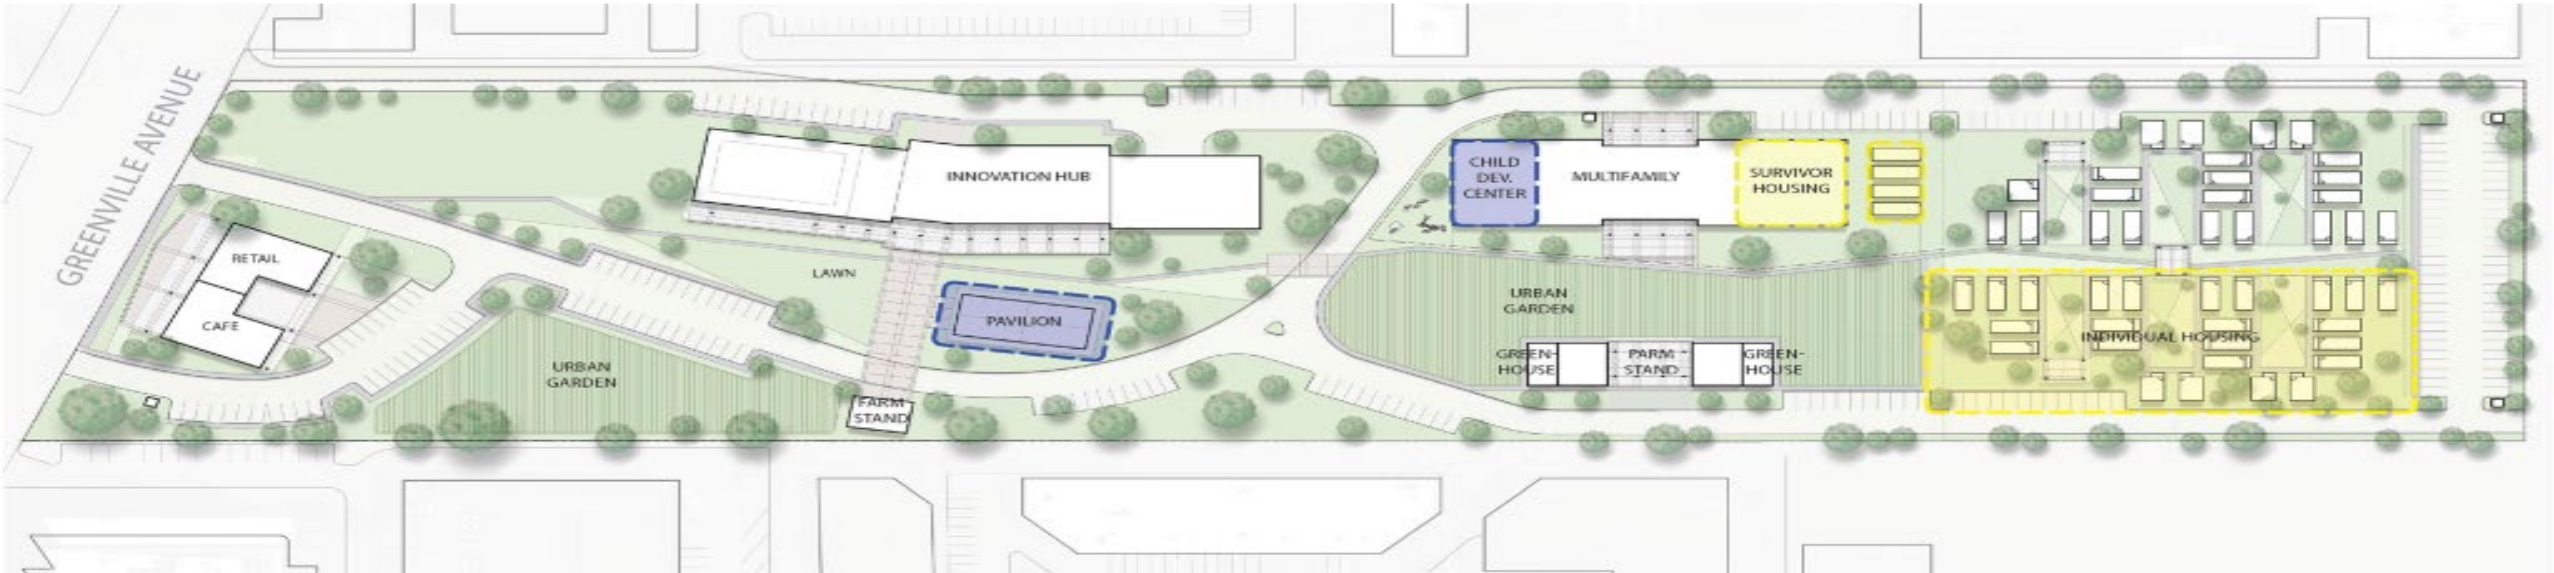 GREENVILLE AVENUE
RETAIL
CAFE
URBAN
GARDEN
FARM
STAND
LAWN
INNOVATION HUB
PAVILION
CHILD
DEV.
CENTER
MULTIFAMILY
SURVIVOR
HOUSING
URBAN
GARDEN
GREEN-
HOUSE
FARM
STAND
GREEN-
HOUSE
INDIVIDUAL HOUSING